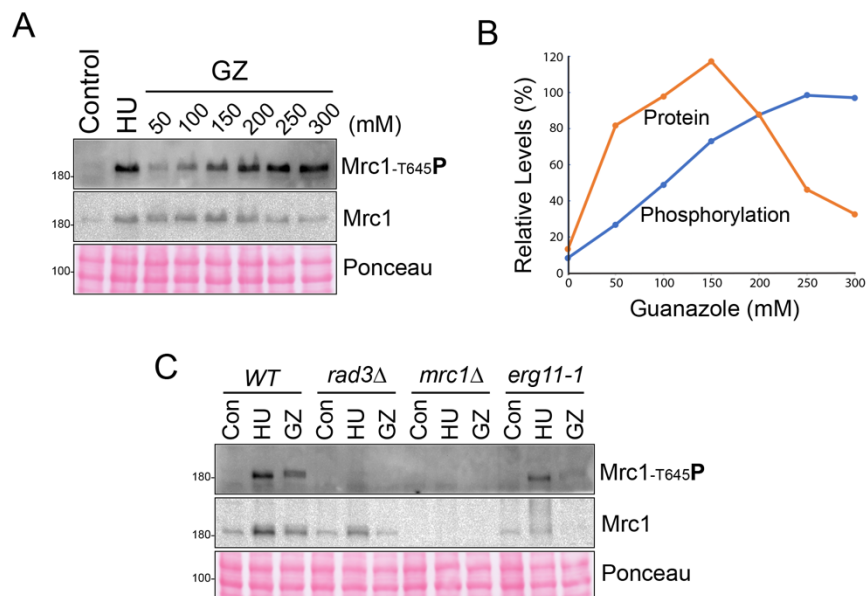 A
Control
HU
GZ
50
100
150
200
250
300
(mM)
180
Mrc1-T645P
180
Mrc1
100
Ponceau
B
Relative Levels (%)
120
100
80
60
40
20
0
Protein
Phosphorylation
0 50 100 150 200 250 300
Guanazole (mM)
C
WT rad3Δ mrc1Δ erg11-1
Con HU GZ Con HU GZ Con HU GZ Con HU GZ
180
Mrc1-T645P
180
Mrc1
100
Ponceau